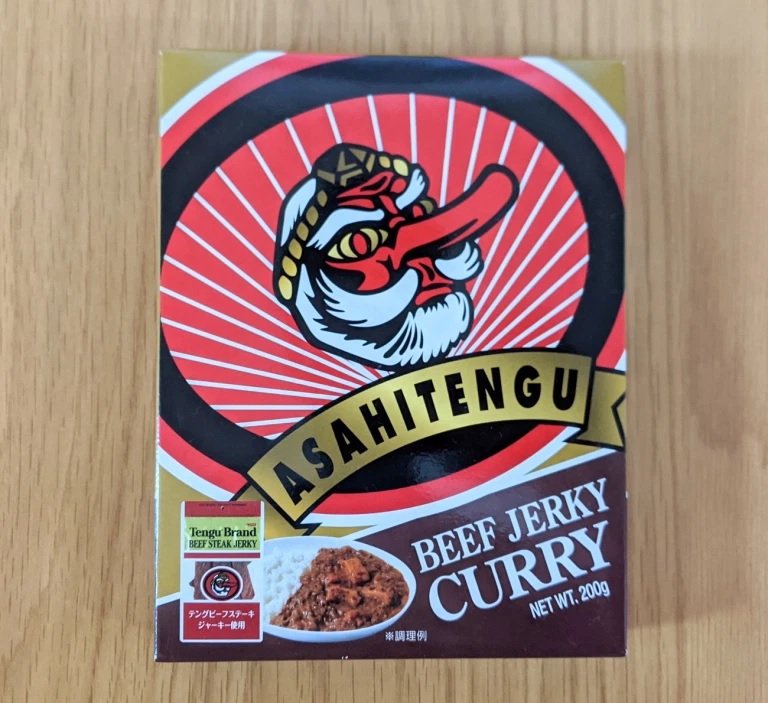 ASAHITENGU
BEEF JERKY
CURRY
NET WT. 200g
Tengu Brand
BEEF STEAK JERKY
テングビーフステーキ
ジャーキー使用
※調理例